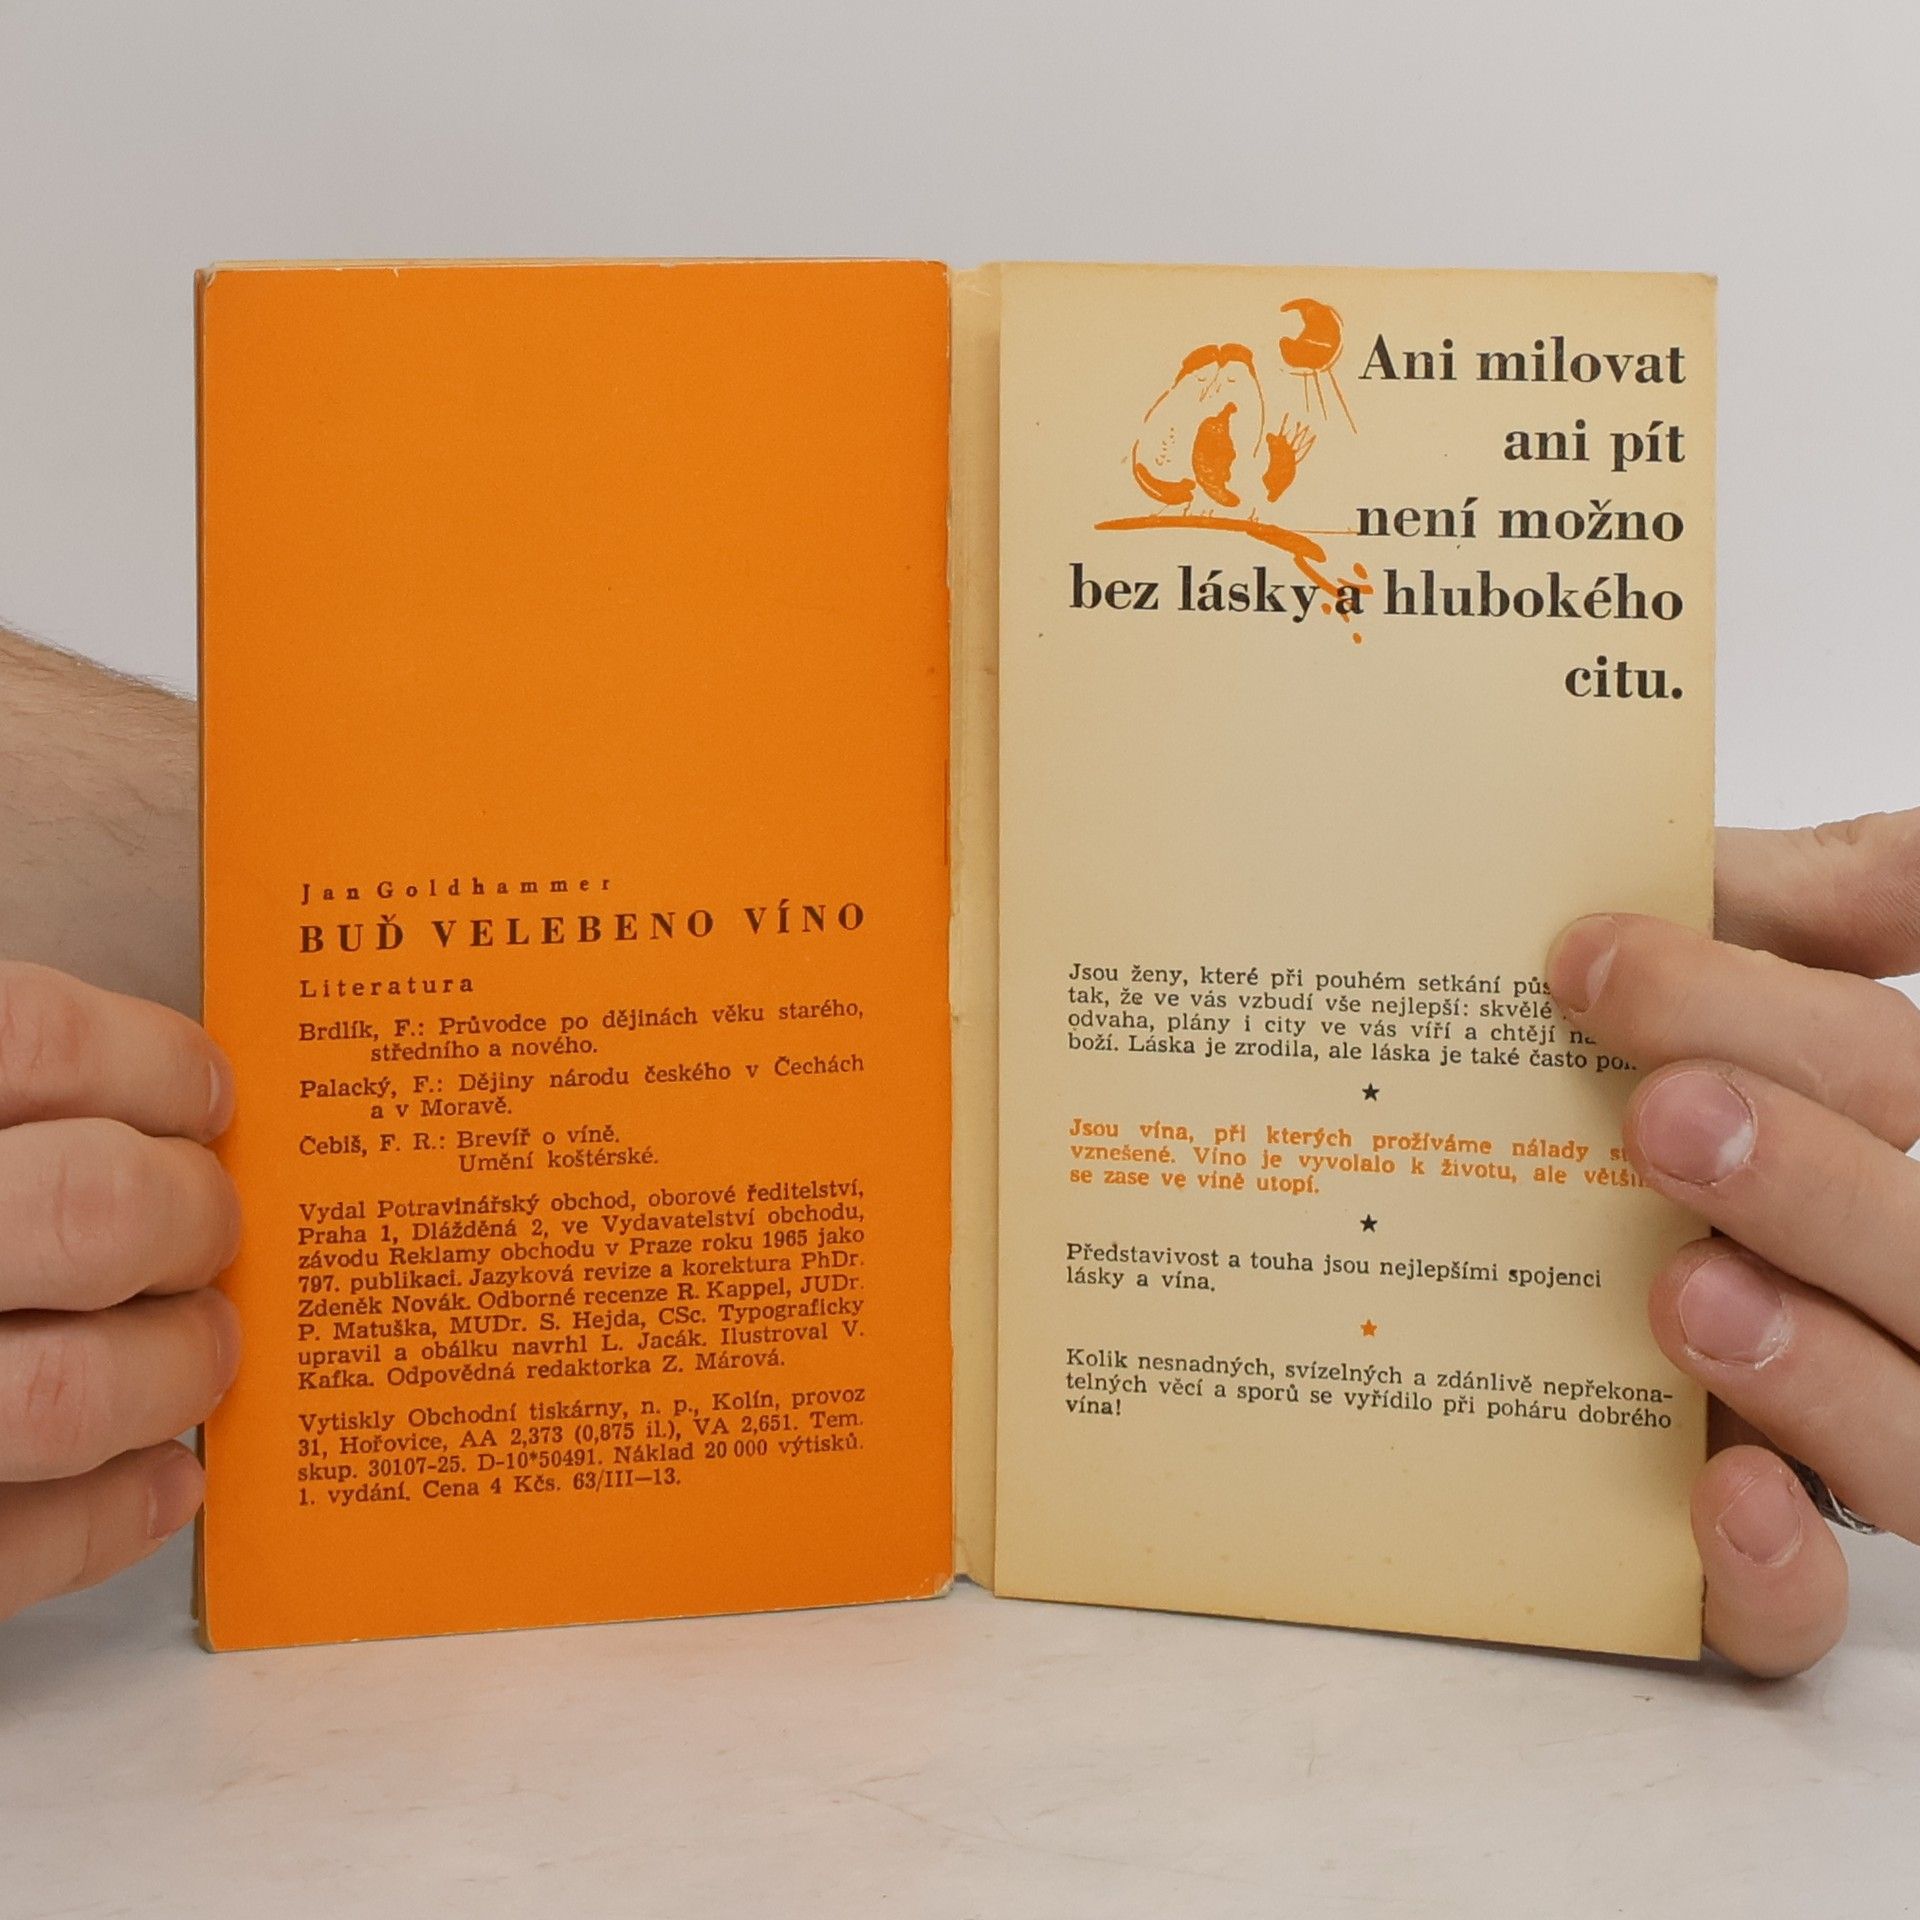 Jan Goldhammer
BUĎ VELEBENO VÍNO
Literatura
Brdlík, F.: Průvodce po dějinách věku starého,
středního a nového.
Palacký, F.: Dějiny národu českého v Čechách
a v Moravě.
Čebiš, F. R.: Brevíř o víně.
Umění koštérské.
Vydal Potravinářský obchod, oborové ředitelství,
Praha 1, Dlážděná 2, ve Vydavatelství obchodu,
závodu Reklamy obchodu v Praze roku 1965 jako
797. publikaci. Jazyková revize a korektura PhDr.
Zdeněk Novák. Odborné recenze R. Kappel, JUDr.
P. Matuška, MUDr. S. Hejda, CSc. Typograficky
upravil a obálku navrhl L. Jacák. Ilustroval V.
Kafka. Odpovědná redaktorka Z. Márová.
Vytiskly Obchodní tiskárny, n. p., Kolín, provoz
31, Hořovice, AA 2,373 (0,875 il.), VA 2,651. Tem.
skup. 30107-25. D-10*50491. Náklad 20 000 výtisků.
1. vydání. Cena 4 Kčs. 63/III—13.
Ani milovat
ani pít
není možno
bez lásky a hlubokého
citu.
Jsou ženy, které při pouhém setkání
tak, že ve vás vzbudí vše nejlepší: skvělé
odvaha, plány i city ve vás víří a chtějí
boží. Láska je zrodila, ale láska je také často
★
Jsou vína, při kterých prožíváme nálady
vznešené. Víno je vyvolalo k životu, ale
se zase ve víně utopí.
★
Představivost a touha jsou nejlepšími spojenci
lásky a vína.
★
Kolik nesnadných, svízelných a zdánlivě nepřekona-
telných věcí a sporů se vyřídilo při poháru dobrého
vína!